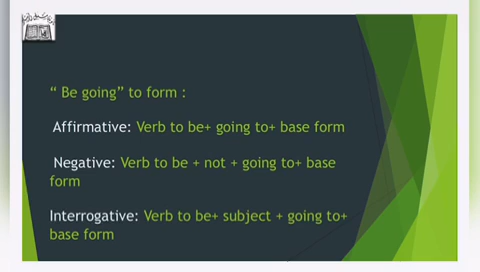 “ Be going” to form :
Affirmative: Verb to be+ going to+ base form
Negative: Verb to be + not + going to+ base
form
Interrogative: Verb to be+ subject + going to+
base form